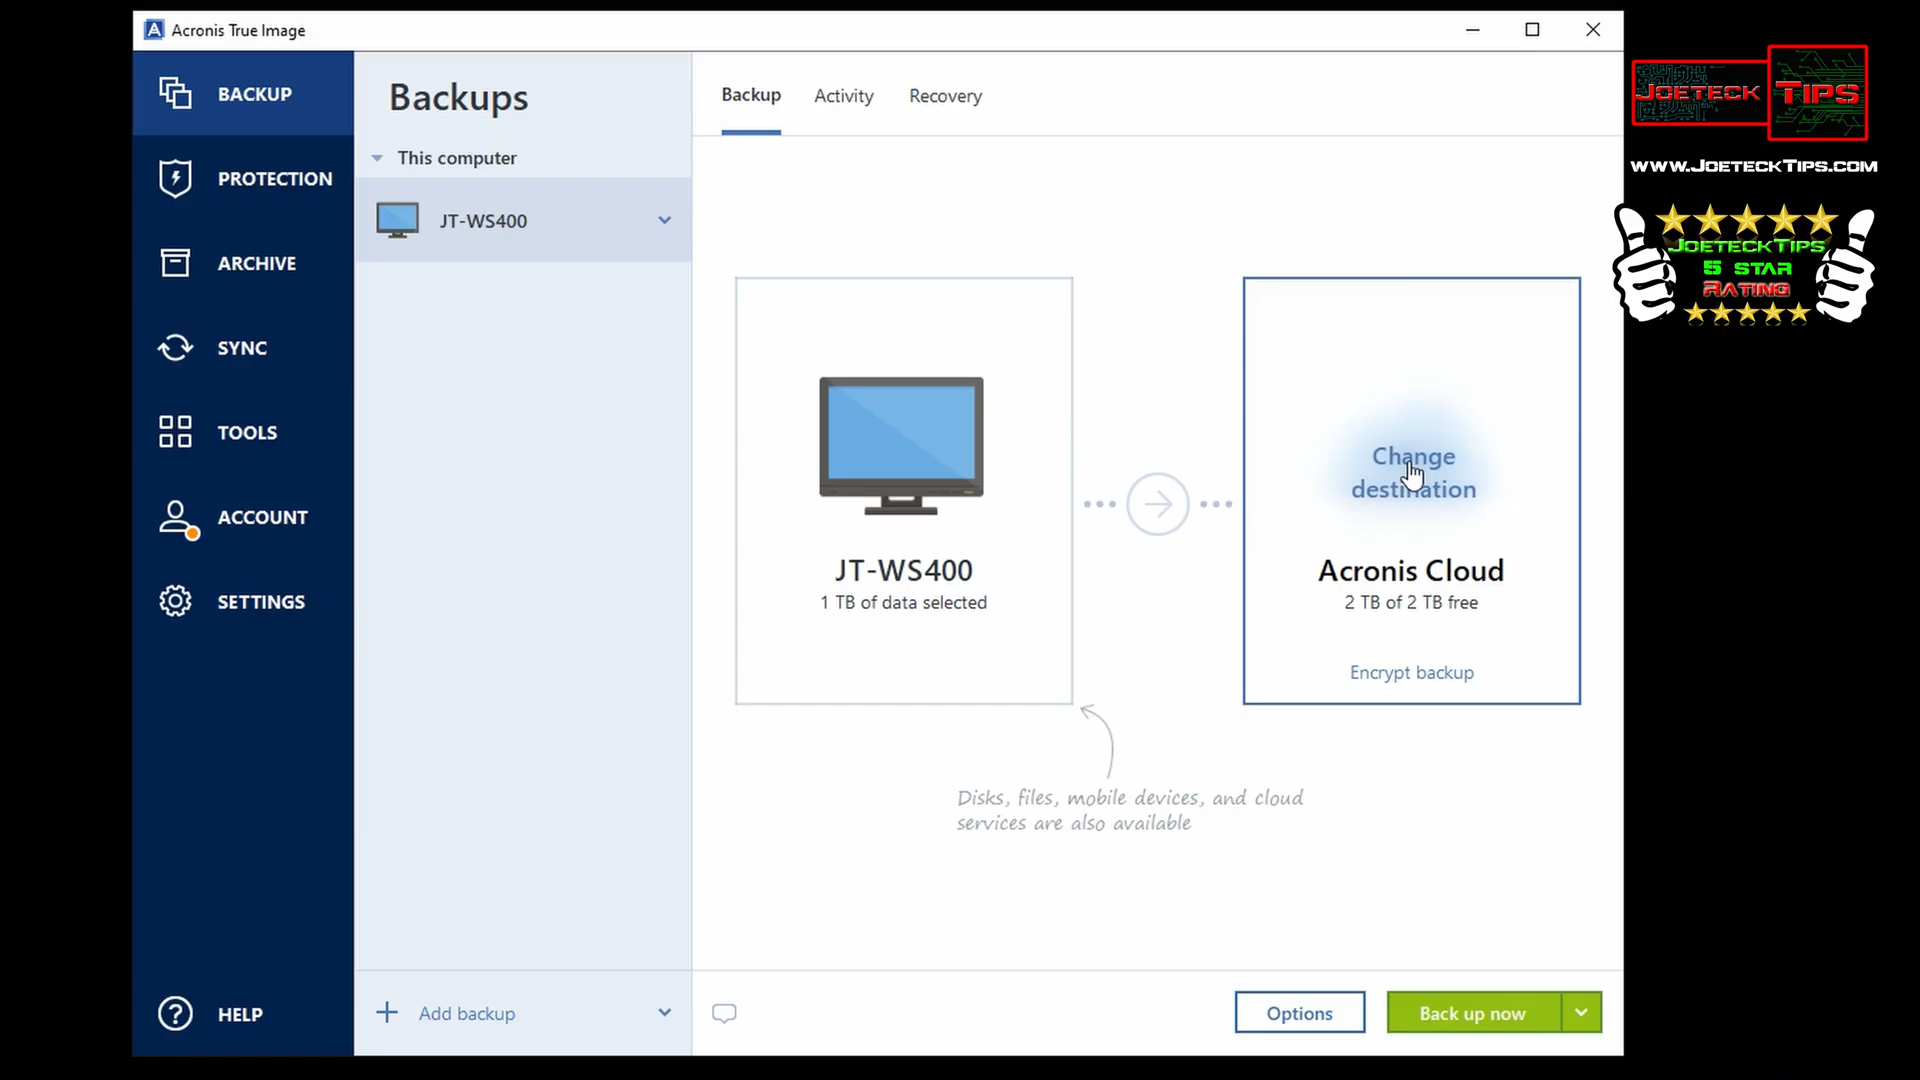 Acronis True Image
BACKUP
PROTECTION
ARCHIVE
SYNC
TOOLS
ACCOUNT
SETTINGS
HELP
Backups
This computer
JT-WS400
Add backup
Backup
Activity
Recovery
JT-WS400
1 TB of data selected
Change
destination
Acronis Cloud
2 TB of 2 TB free
Encrypt backup
Disks, files, mobile devices, and cloud
services are also available
Options
Back up now
Joeteck Tips
www.JoeteckTips.com
JoeteckTips
5 star
Rating